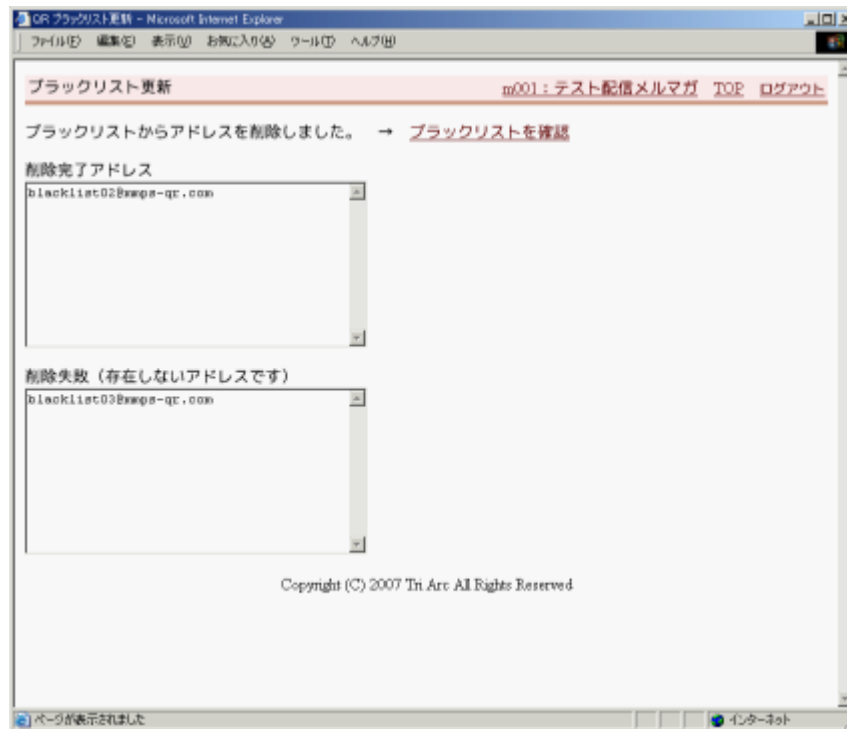 QR ブラックリスト更新 - Microsoft Internet Explorer
ファイル(F) 編集(E) 表示(V) お気に入り(A) ツール(T) ヘルプ(H)
ブラックリスト更新 m001：テスト配信メルマガ TOP ログアウト
ブラックリストからアドレスを削除しました。 → ブラックリストを確認
削除完了アドレス
blacklist02@wmps-qr.com
削除失敗（存在しないアドレスです）
blacklist03@wmps-qr.com
Copyright (C) 2007 Tri Arc All Rights Reserved
ページが表示されました インターネット